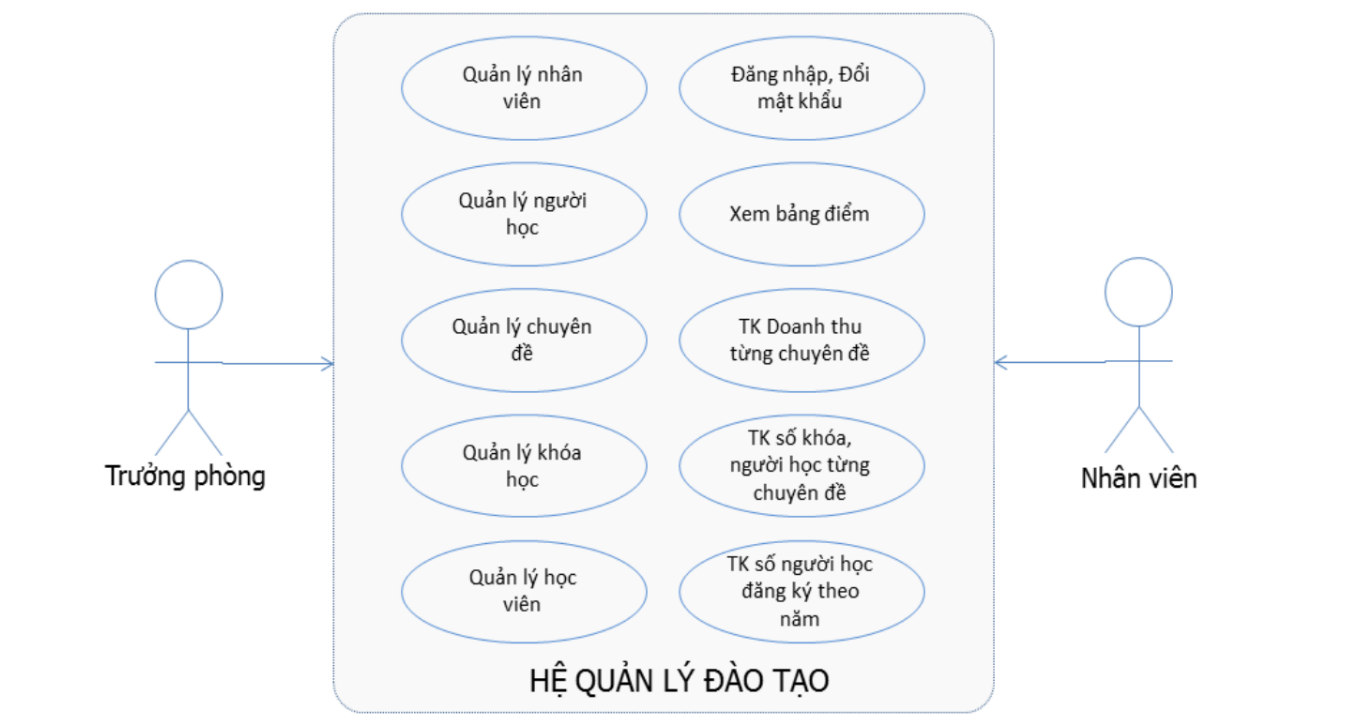 Quản lý nhân
viên
Đăng nhập, Đổi
mật khẩu
Quản lý người
học
Xem bảng điểm
Quản lý chuyên
đề
TK Doanh thu
từng chuyên đề
Quản lý khóa
học
TK số khóa,
người học từng
chuyên đề
Quản lý học
viên
TK số người học
đăng ký theo
năm
Trưởng phòng
Nhân viên
HỆ QUẢN LÝ ĐÀO TẠO